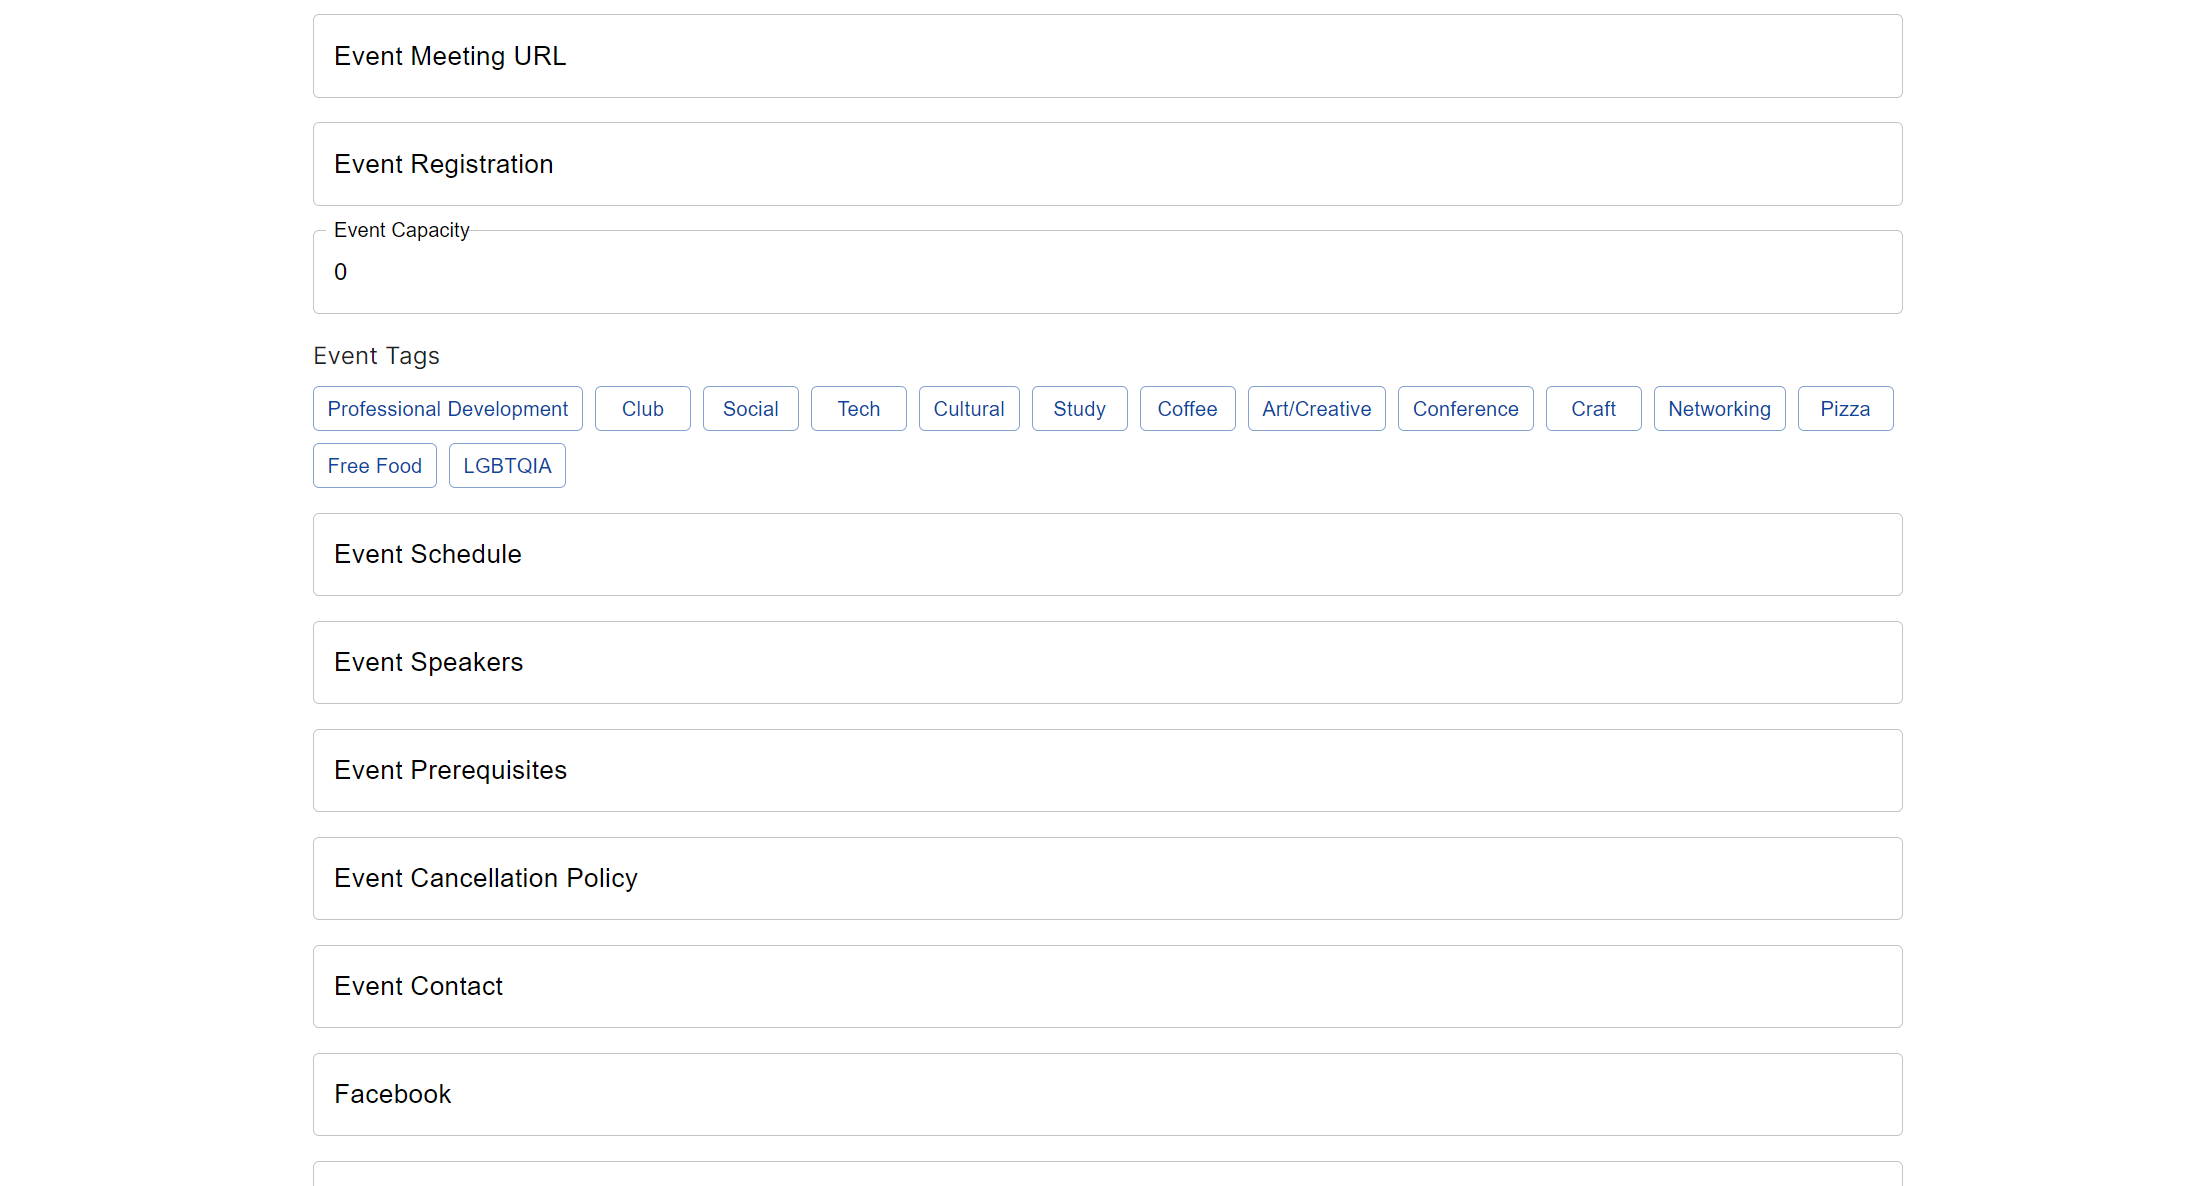 Event Meeting URL
Event Registration
Event Capacity
0
Event Tags
Professional Development Club Social Tech Cultural Study Coffee Art/Creative Conference Craft Networking Pizza
Free Food LGBTQIA
Event Schedule
Event Speakers
Event Prerequisites
Event Cancellation Policy
Event Contact
Facebook